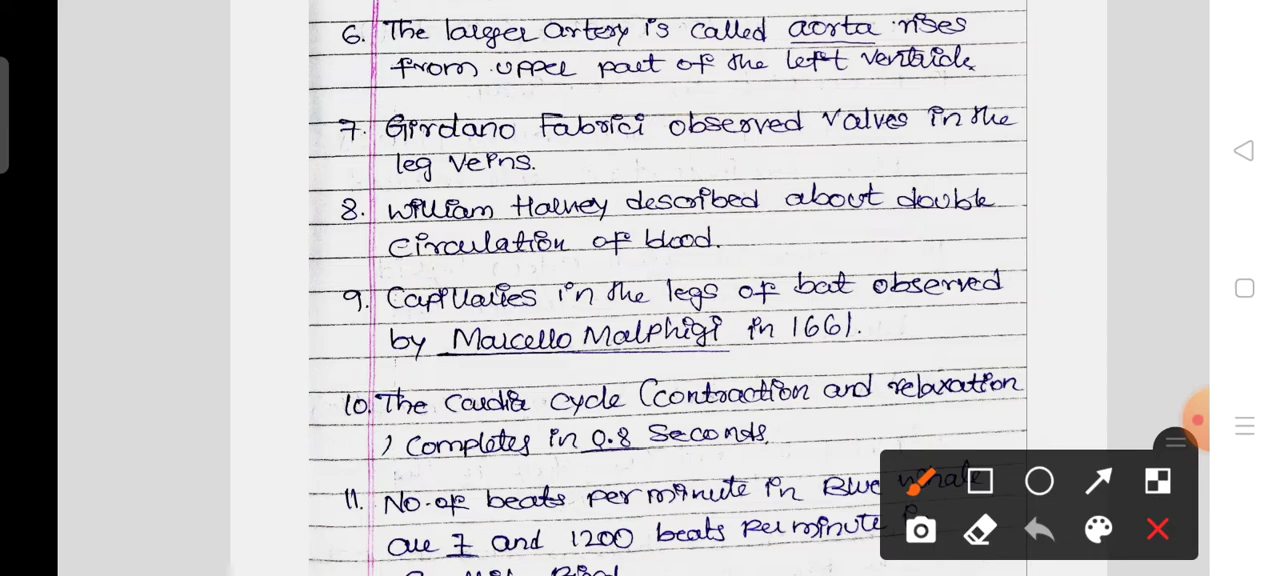 6. The larger artery is called aorta rises
from upper part of the left ventricle
7. Girdano Fabrici observed valves in the
leg veins.
8. William Harvey described about double
circulation of blood.
9. Capillaries in the legs of bat observed
by Marcello Malphigi in 1661.
10. The Cardia cycle (contraction and relaxation
) completes in 0.8 Seconds.
11. No. of beats per minute in Blue whale
are 7 and 1200 beats per minute in